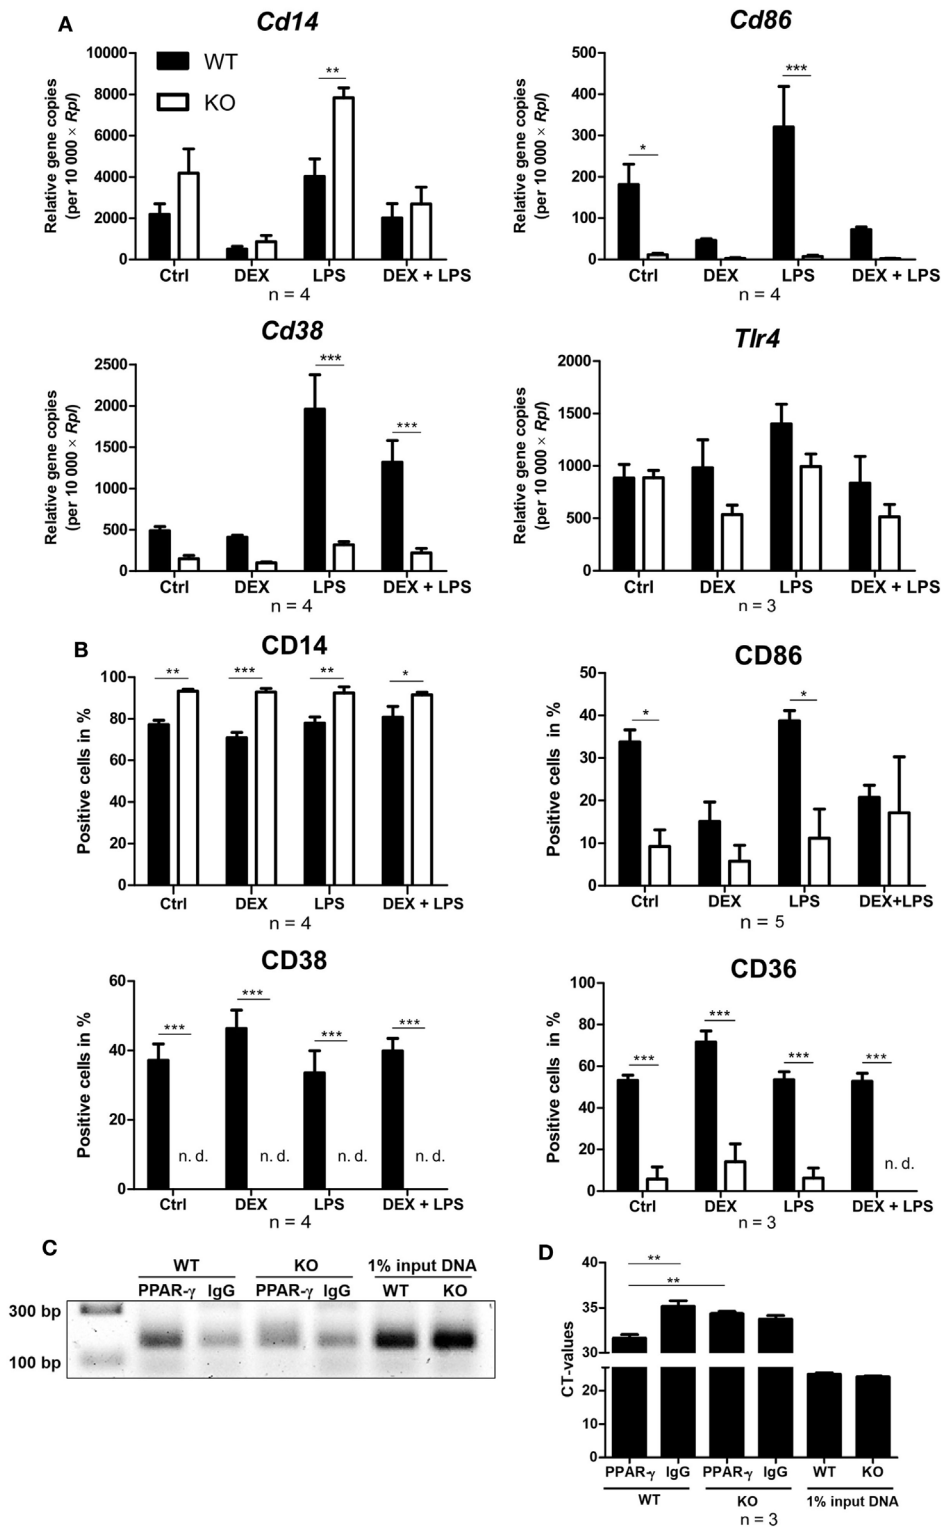 A
Cd14
Relative gene copies
(per 10 000 × Rpl)
10000
8000
6000
4000
2000
0
WT
KO
**
Ctrl DEX LPS DEX + LPS
n = 4
Cd86
Relative gene copies
(per 10 000 × Rpl)
500
400
300
200
100
0
* ***
Ctrl DEX LPS DEX + LPS
n = 4
Cd38
Relative gene copies
(per 10 000 × Rpl)
2500
2000
1500
1000
500
0
*** ***
Ctrl DEX LPS DEX + LPS
n = 4
Tlr4
Relative gene copies
(per 10 000 × Rpl)
2000
1500
1000
500
0
Ctrl DEX LPS DEX + LPS
n = 3
B
CD14
Positive cells in %
100
80
60
40
20
0
** *** ** *
Ctrl DEX LPS DEX + LPS
n = 4
CD86
Positive cells in %
50
40
30
20
10
0
* *
Ctrl DEX LPS DEX+LPS
n = 5
CD38
Positive cells in %
60
40
20
0
*** *** *** ***
n. d. n. d. n. d. n. d.
Ctrl DEX LPS DEX + LPS
n = 4
CD36
Positive cells in %
100
80
60
40
20
0
*** *** *** ***
n. d.
Ctrl DEX LPS DEX + LPS
n = 3
C
WT KO 1% input DNA
PPAR-γ IgG PPAR-γ IgG WT KO
300 bp
100 bp
D
CT-values
40
35
30
20
10
0
**
**
PPAR-γ IgG PPAR-γ IgG WT KO
WT KO 1% input DNA
n = 3